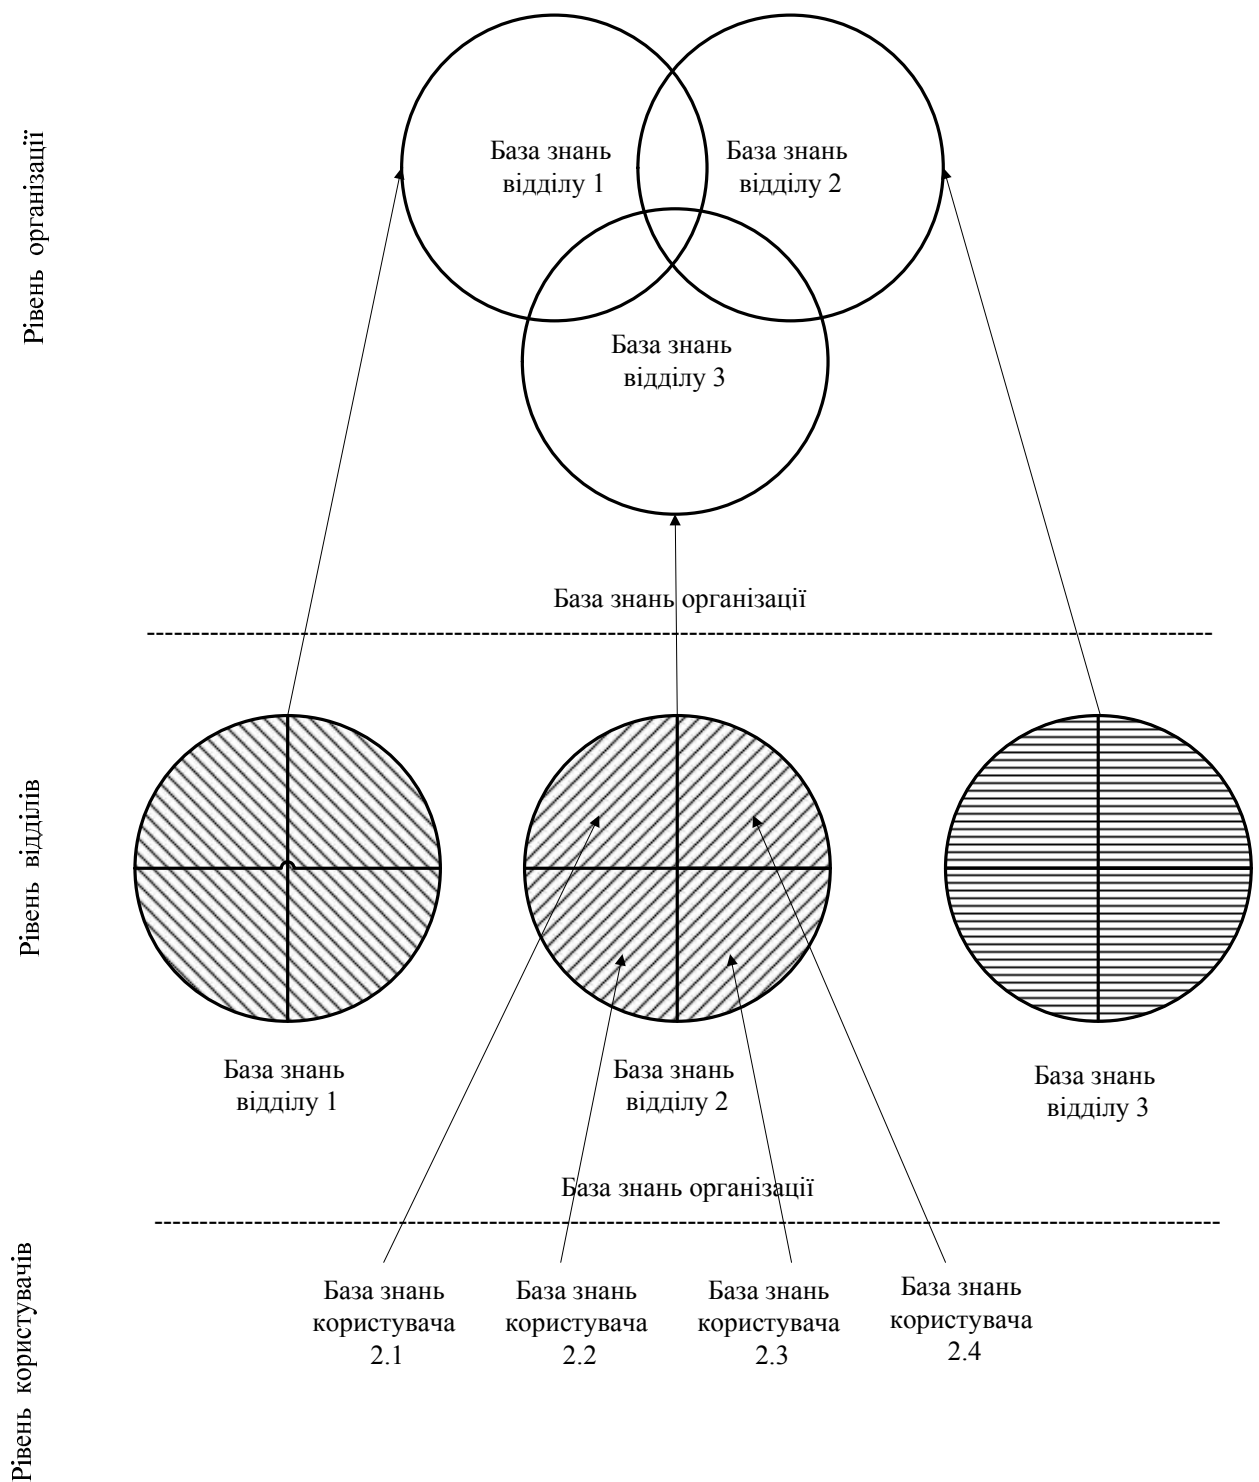 Рівень організації
База знань
відділу 1
База знань
відділу 2
База знань
відділу 3
База знань організації
Рівень відділів
База знань
відділу 1
База знань
відділу 2
База знань
відділу 3
База знань організації
Рівень користувачів
База знань
користувача
2.1
База знань
користувача
2.2
База знань
користувача
2.3
База знань
користувача
2.4